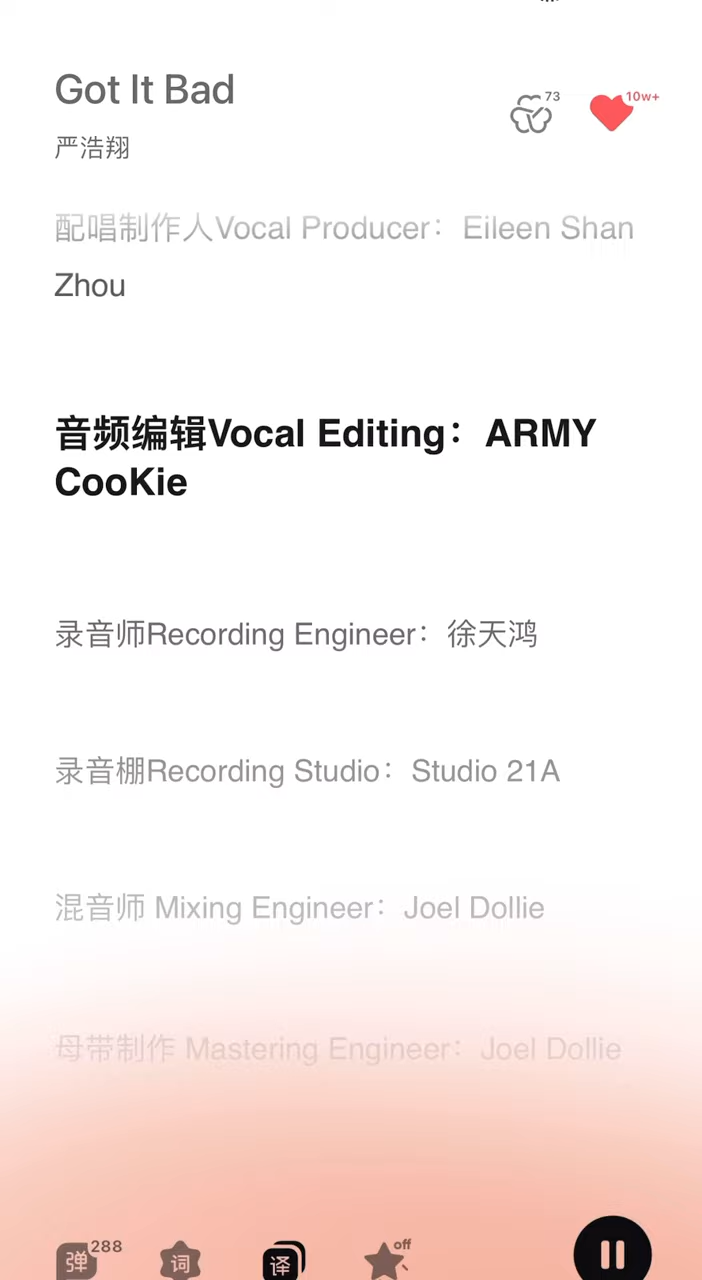 Got It Bad
73
10w+
严浩翔
配唱制作人Vocal Producer：Eileen Shan
Zhou
音频编辑Vocal Editing：ARMY
CooKie
录音师Recording Engineer：徐天鸿
录音棚Recording Studio：Studio 21A
混音师 Mixing Engineer：Joel Dollie
母带制作 Mastering Engineer：Joel Dollie
弹 288
词
译
off